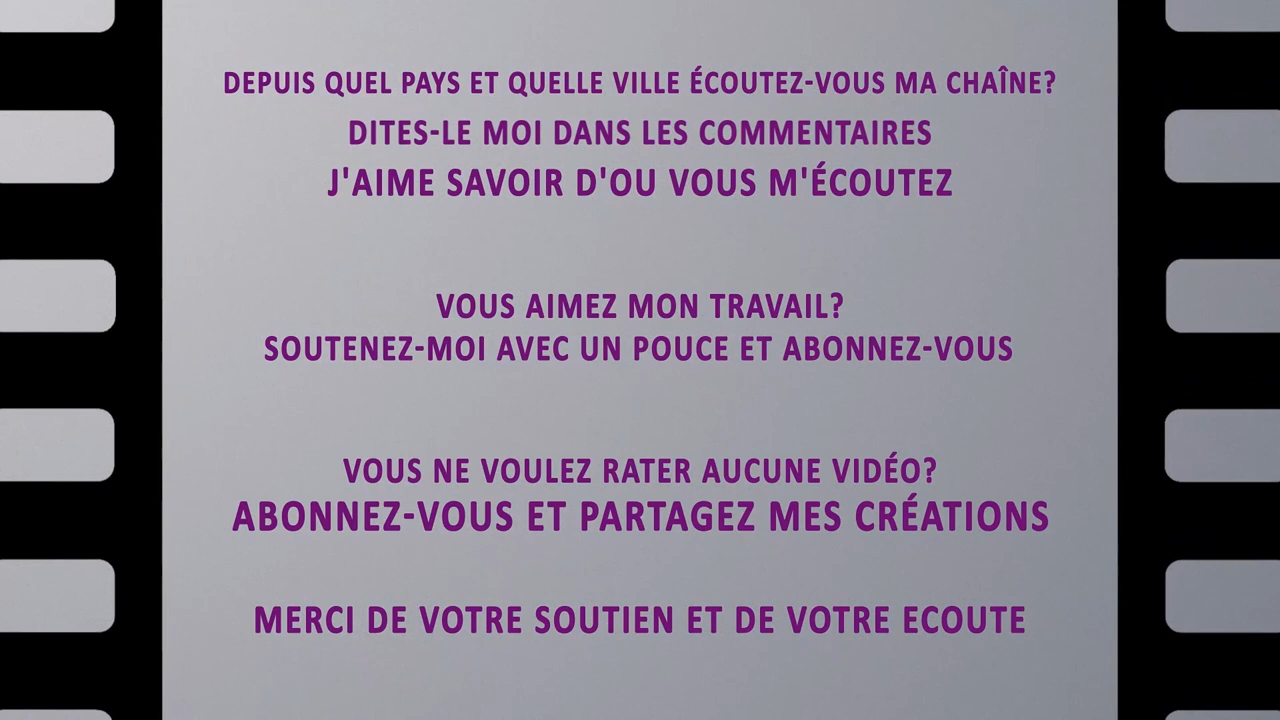 DEPUIS QUEL PAYS ET QUELLE VILLE ÉCOUTEZ-VOUS MA CHAÎNE?
DITES-LE MOI DANS LES COMMENTAIRES
J'AIME SAVOIR D'OU VOUS M'ÉCOUTEZ
VOUS AIMEZ MON TRAVAIL?
SOUTENEZ-MOI AVEC UN POUCE ET ABONNEZ-VOUS
VOUS NE VOULEZ RATER AUCUNE VIDÉO?
ABONNEZ-VOUS ET PARTAGEZ MES CRÉATIONS
MERCI DE VOTRE SOUTIEN ET DE VOTRE ECOUTE